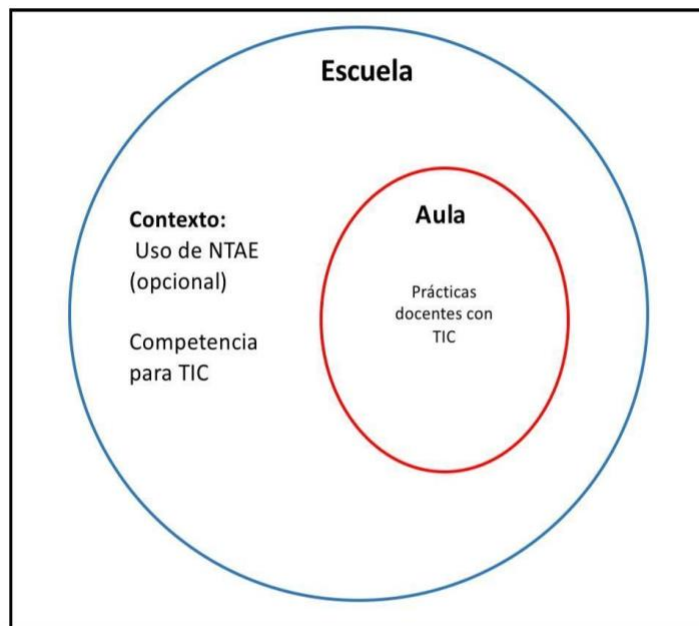 Escuela
Contexto:
Uso de NTAE
(opcional)
Competencia
para TIC
Aula
Prácticas
docentes con
TIC